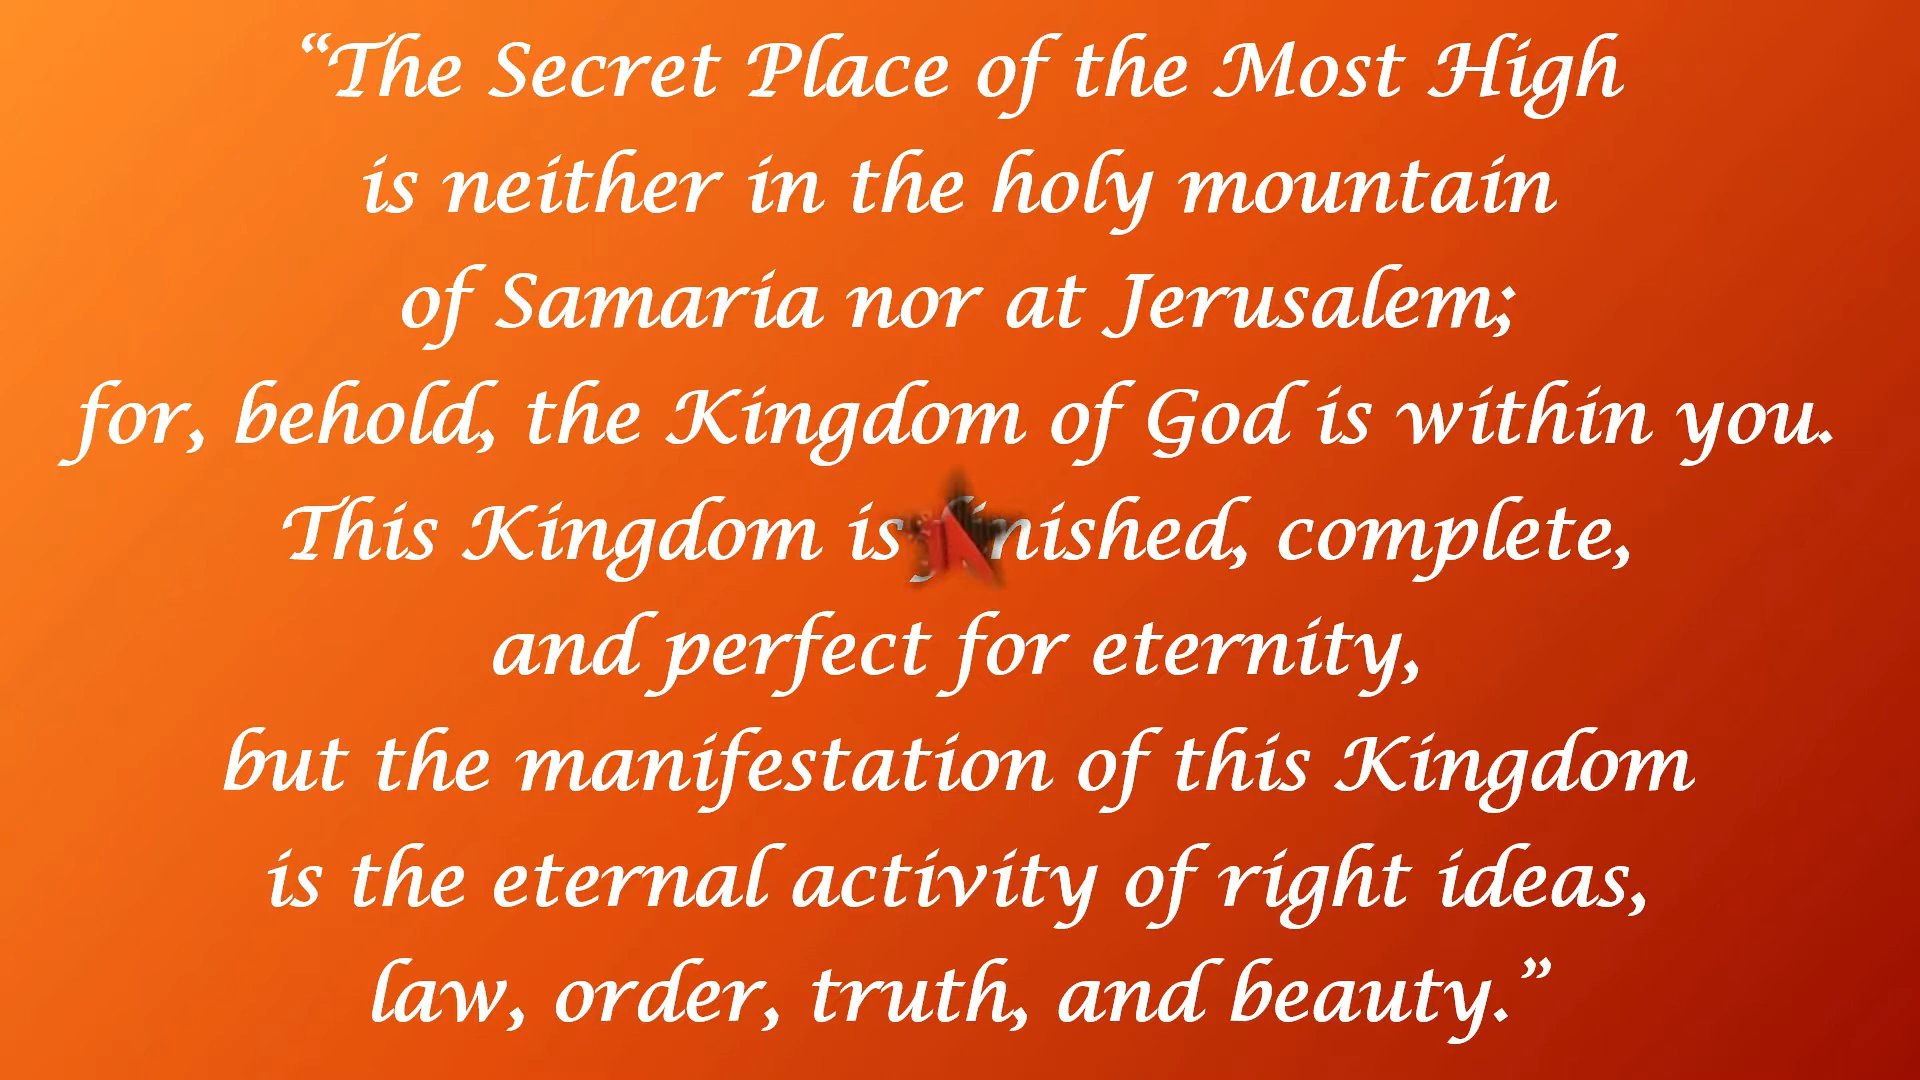 “The Secret Place of the Most High
is neither in the holy mountain
of Samaria nor at Jerusalem;
for, behold, the Kingdom of God is within you.
This Kingdom is finished, complete,
and perfect for eternity,
but the manifestation of this Kingdom
is the eternal activity of right ideas,
law, order, truth, and beauty.”